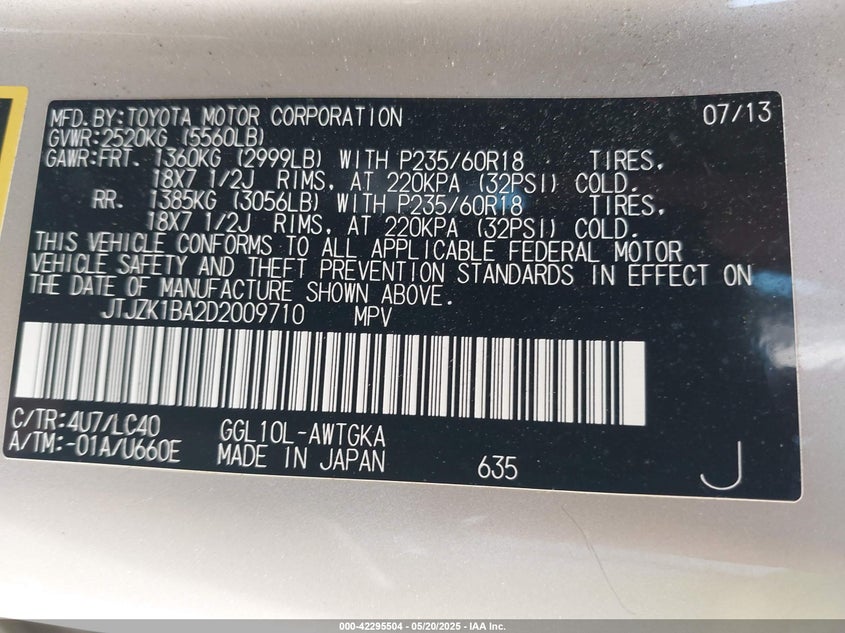 MFD.BY:TOYOTA MOTOR CORPORATION 07/13
GVWR:2520KG (5560LB)
GAWR:FRT. 1360KG (2999LB) WITH P235/60R18 TIRES,
18X7 1/2J RIMS, AT 220KPA (32PSI) COLD.
RR. 1385KG (3056LB) WITH P235/60R18 TIRES,
18X7 1/2J RIMS, AT 220KPA (32PSI) COLD.
THIS VEHICLE CONFORMS TO ALL APPLICABLE FEDERAL MOTOR
VEHICLE SAFETY AND THEFT PREVENTION STANDARDS IN EFFECT ON
THE DATE OF MANUFACTURE SHOWN ABOVE.
JTJZK1BA2D2009710 MPV
C/TR:4U7/LC40 GGL10L-AWTGKA
A/TM:-01A/U660E MADE IN JAPAN 635 J
000-42295504 — 05/20/2025 — IAA Inc.